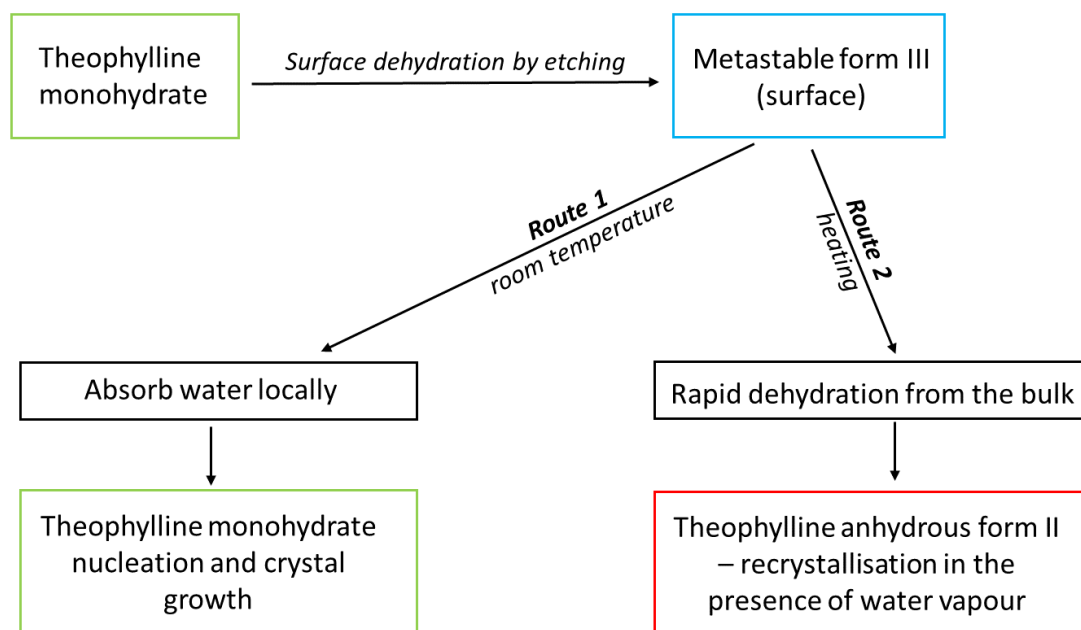 Theophylline
monohydrate
Surface dehydration by etching
Metastable form III
(surface)
Route 1
room temperature
Route 2
heating
Absorb water locally
Rapid dehydration from the bulk
Theophylline monohydrate
nucleation and crystal
growth
Theophylline anhydrous form II
– recrystallisation in the
presence of water vapour